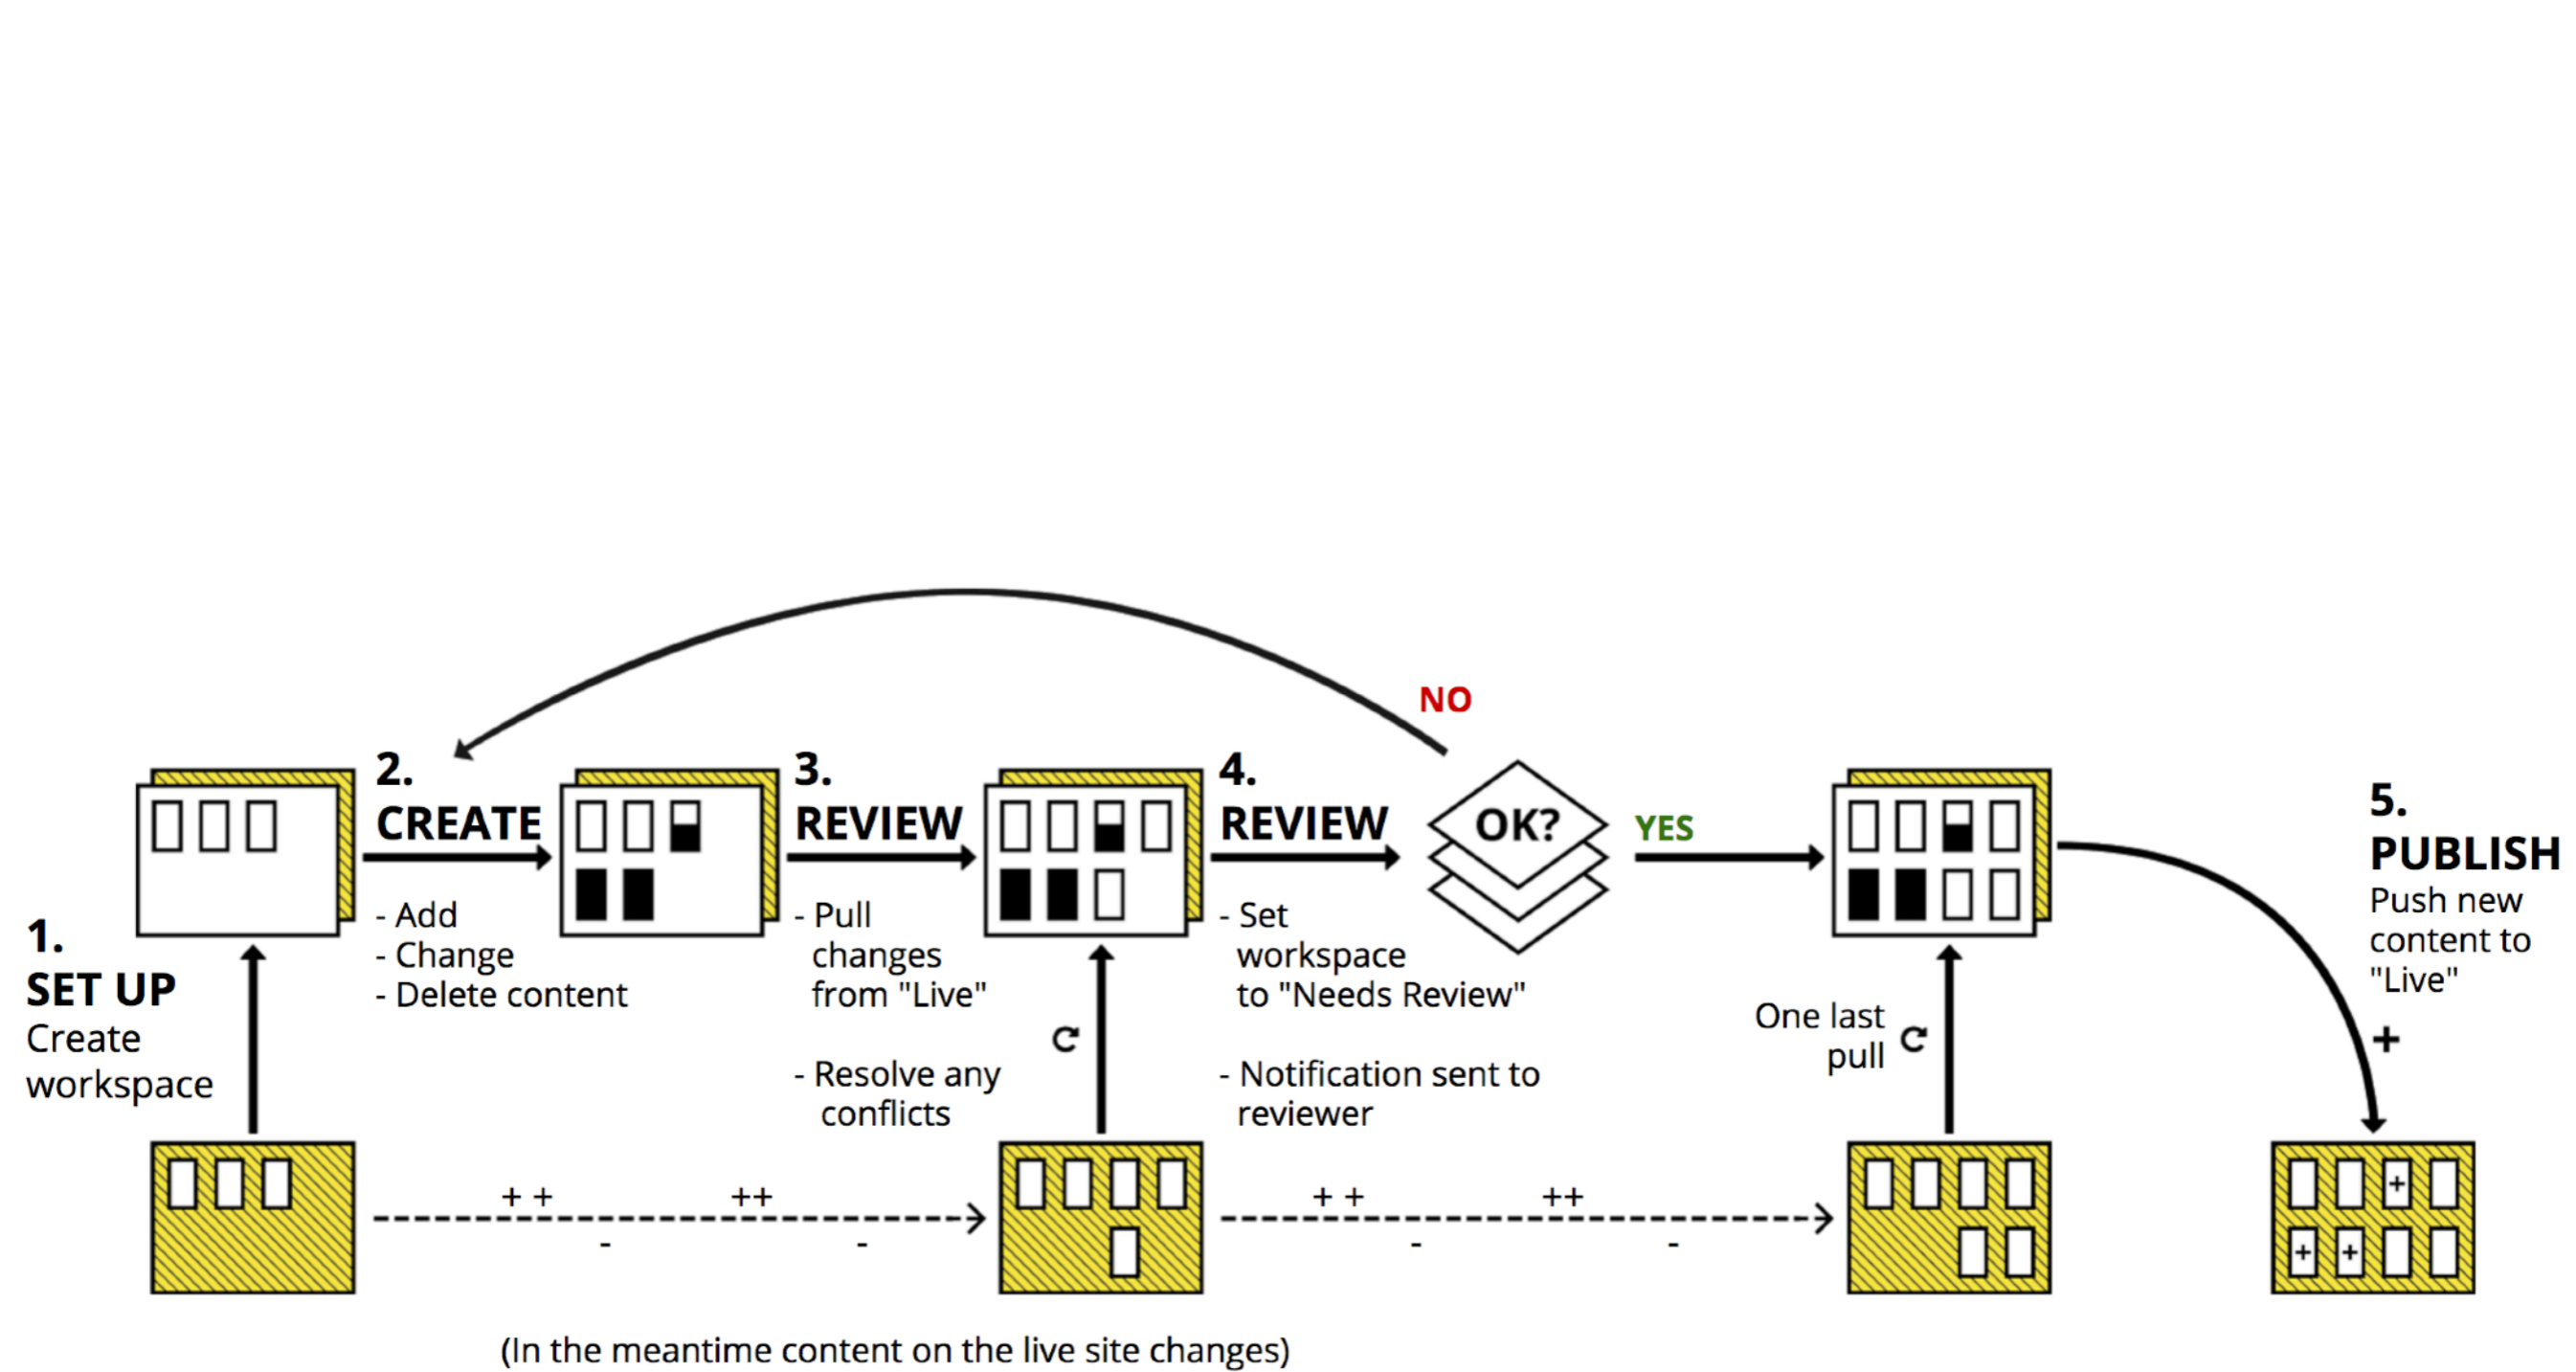 NO
1.
SET UP
Create
workspace
2.
CREATE
- Add
- Change
- Delete content
3.
REVIEW
- Pull
changes
from "Live"
- Resolve any
conflicts
4.
REVIEW
- Set
workspace
to "Needs Review"
- Notification sent to
reviewer
OK?
YES
One last
pull
5.
PUBLISH
Push new
content to
"Live"
+
+ + ++
- -
+ + ++
- -
+
+ +
(In the meantime content on the live site changes)